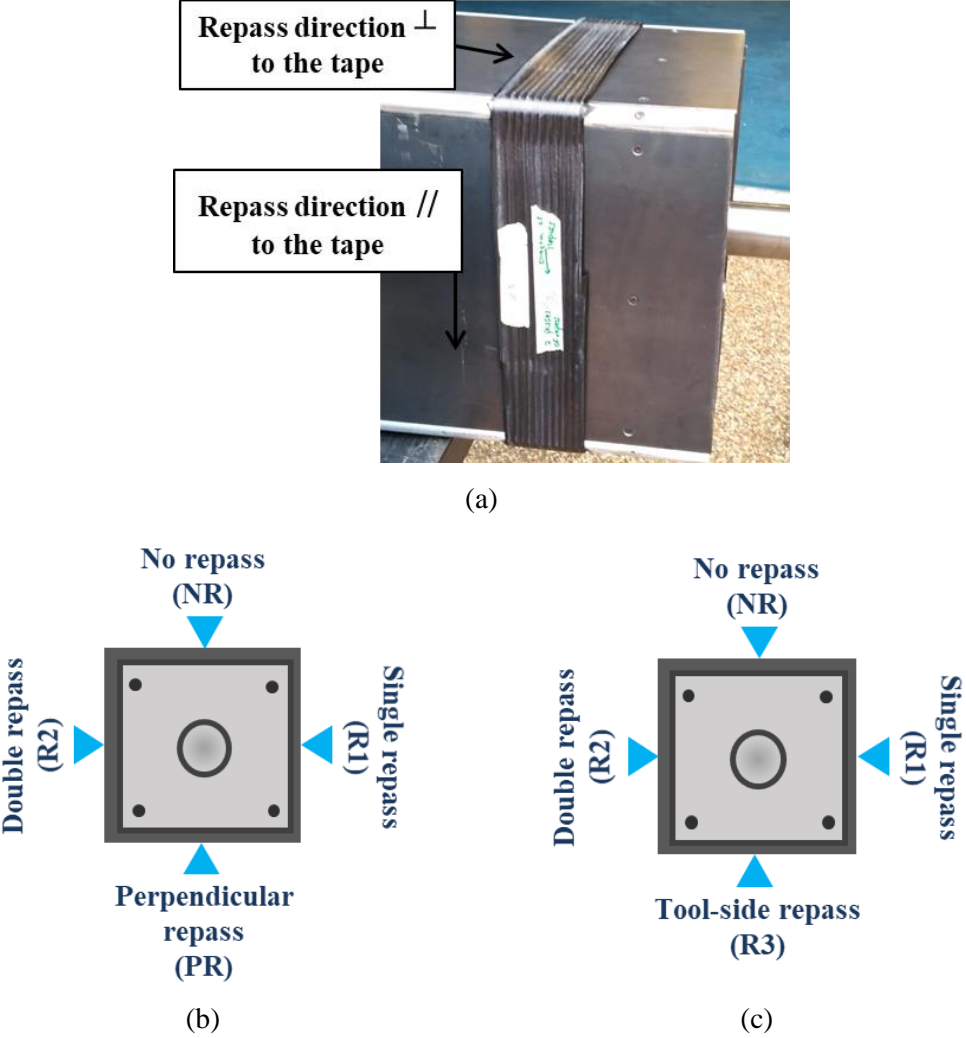 Repass direction ⊥
to the tape
Repass direction //
to the tape
(a)
No repass
(NR)
Double repass
(R2)
Single repass
(R1)
Perpendicular
repass
(PR)
(b)
No repass
(NR)
Double repass
(R2)
Single repass
(R1)
Tool-side repass
(R3)
(c)